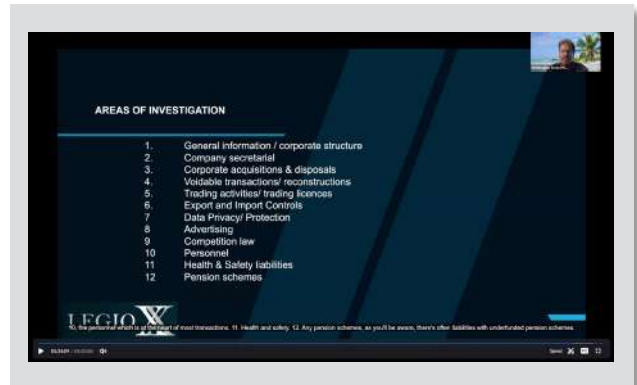 AREAS OF INVESTIGATION
1. General information / corporate structure
2. Company secretarial
3. Corporate acquisitions & disposals
4. Voidable transactions/ reconstructions
5. Trading activities/ trading licences
6. Export and Import Controls
7 Data Privacy/ Protection
8 Advertising
9 Competition law
10 Personnel
11 Health & Safety liabilities
12 Pension schemes
LEGIO XX
10, the personnel which is at the heart of most transactions. 11. Health and safety. 12. Any pension schemes, as you'll be aware, there's often liabilities with underfunded pension schemes.
Speed